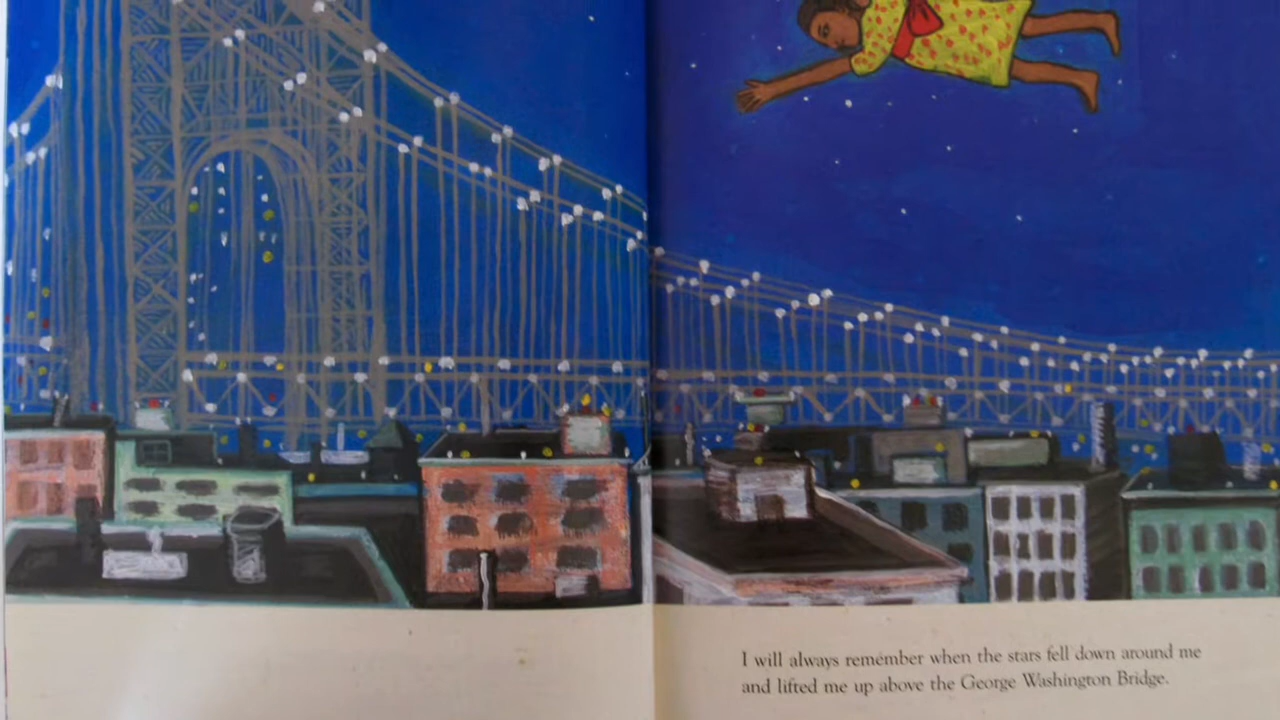 I will always remember when the stars fell down around me
and lifted me up above the George Washington Bridge.